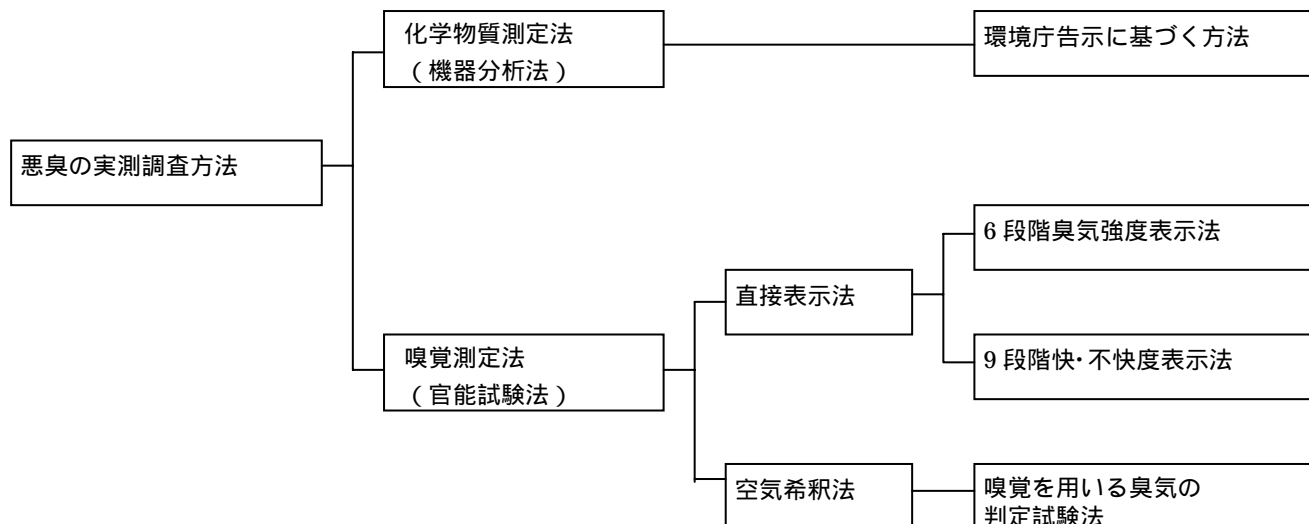 化学物質測定法
（機器分析法）
環境庁告示に基づく方法
悪臭の実測調査方法
6段階臭気強度表示法
直接表示法
嗅覚測定法
（官能試験法）
9段階快・不快度表示法
空気希釈法
嗅覚を用いる臭気の
判定試験法